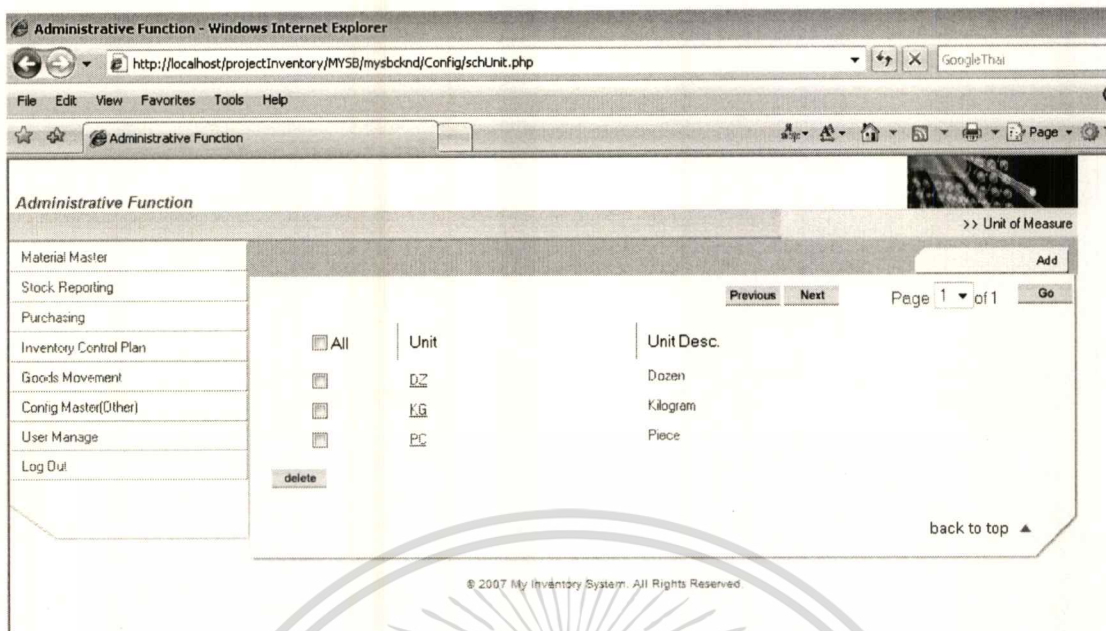 Administrative Function - Windows Internet Explorer
http://localhost/projectInventory/MYSB/mysbcknd/Config/schUnit.php
GoogleThai
File Edit View Favorites Tools Help
Administrative Function
Page
Administrative Function
>> Unit of Measure
Material Master
Stock Reporting
Purchasing
Inventory Control Plan
Goods Movement
Config Master(Other)
User Manage
Log Out
Add
Previous Next Page 1 of 1 Go
All Unit Unit Desc.
DZ Dozen
KG Kilogram
PC Piece
delete
back to top
© 2007 My Inventory System. All Rights Reserved.